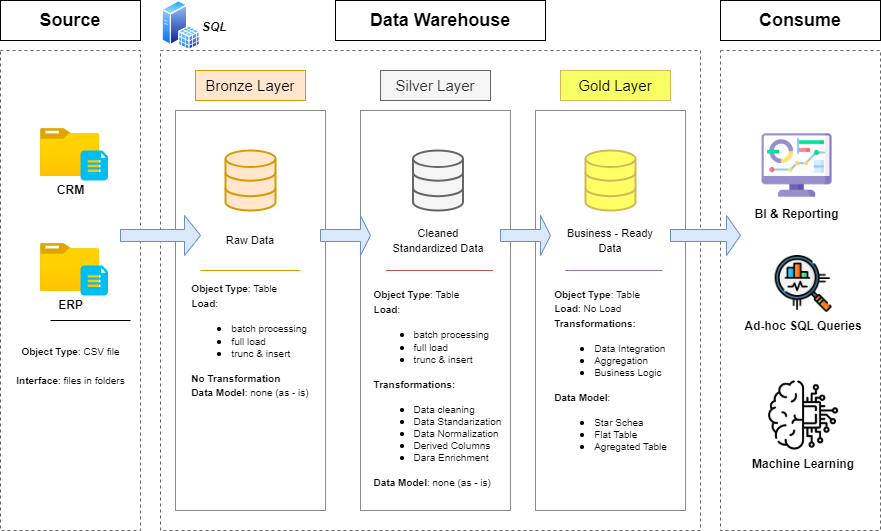 Source
SQL
Data Warehouse
Consume
Bronze Layer
Silver Layer
Gold Layer
CRM
ERP
Object Type: CSV file
Interface: files in folders
Raw Data
Object Type: Table
Load:
batch processing
full load
trunc & insert
No Transformation
Data Model: none (as - is)
Cleaned
Standardized Data
Object Type: Table
Load:
batch processing
full load
trunc & insert
Transformations:
Data cleaning
Data Standarization
Data Normalization
Derived Columns
Dara Enrichment
Data Model: none (as - is)
Business - Ready
Data
Object Type: Table
Load: No Load
Transformations:
Data Integration
Aggregation
Business Logic
Data Model:
Star Schea
Flat Table
Agregated Table
BI & Reporting
Ad-hoc SQL Queries
Machine Learning